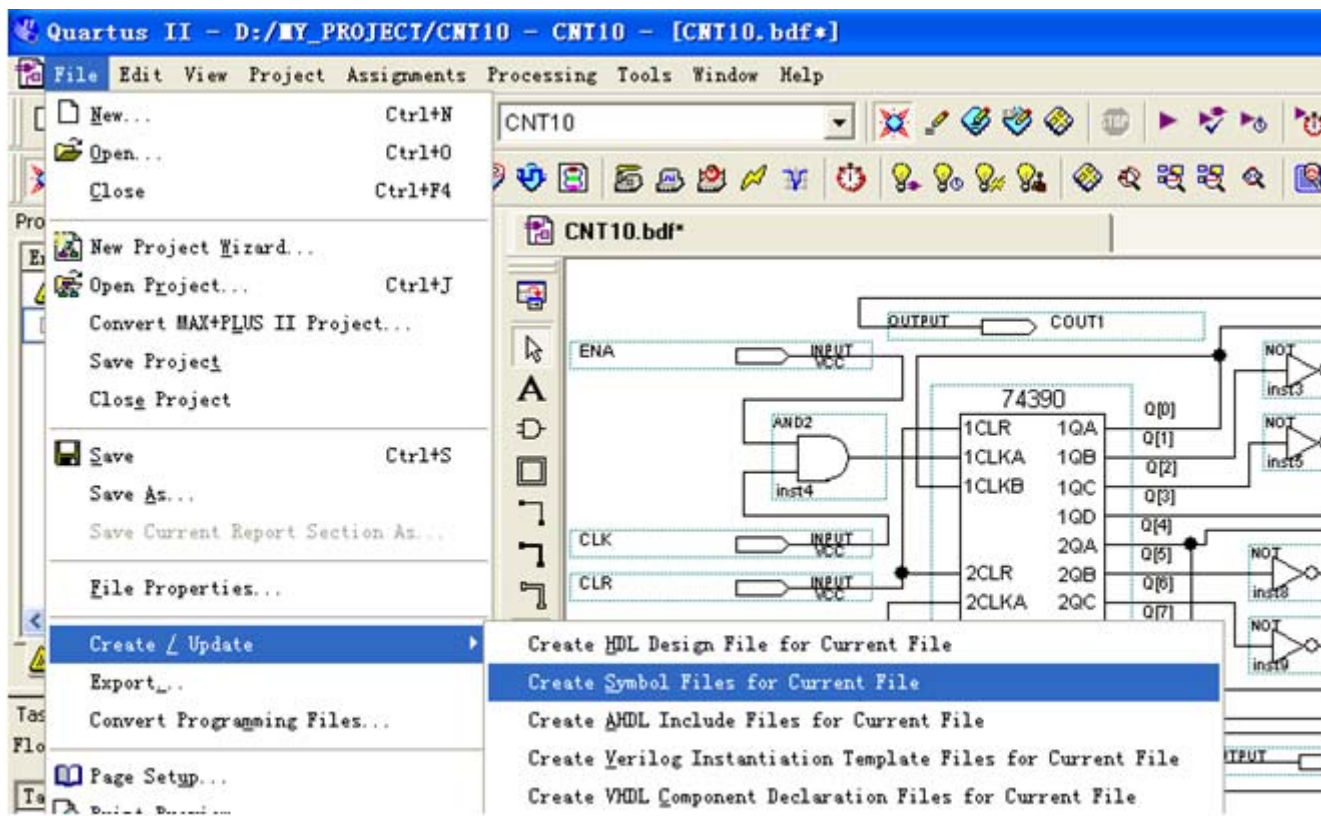 Quartus II - D:/MY_PROJECT/CNT10 - CNT10 - [CNT10.bdf*]
File Edit View Project Assignments Processing Tools Window Help
New... Ctrl+N
CNT10
Open... Ctrl+O
Close Ctrl+F4
CNT10.bdf*
New Project Wizard...
Open Project... Ctrl+J
Convert MAX+PLUS II Project...
Save Project
Close Project
Save Ctrl+S
Save As...
Save Current Report Section As...
File Properties...
Create / Update
Export...
Convert Programming Files...
Page Setup...
Create HDL Design File for Current File
Create Symbol Files for Current File
Create AHDL Include Files for Current File
Create Verilog Instantiation Template Files for Current File
Create VHDL Component Declaration Files for Current File
OUTPUT COUT1
ENA INPUT VCC
AND2
inst4
CLK INPUT VCC
CLR INPUT VCC
74390
1CLR 1QA
1CLKA 1QB
1CLKB 1QC
1QD
2QA
2CLR 2QB
2CLKA 2QC
Q[0]
Q[1]
Q[2]
Q[3]
Q[4]
Q[5]
Q[6]
Q[7]
NOT
inst3
NOT
inst5
NOT
inst8
NOT
inst9